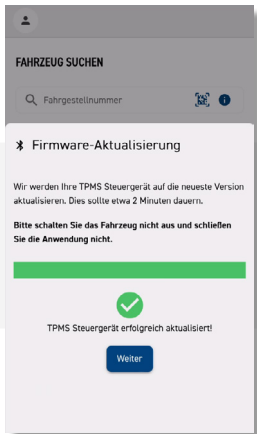 FAHRZEUG SUCHEN
Fahrgestellnummer
Firmware-Aktualisierung
Wir werden Ihre TPMS Steuergerät auf die neueste Version
aktualisieren. Dies sollte etwa 2 Minuten dauern.
Bitte schalten Sie das Fahrzeug nicht aus und schließen
Sie die Anwendung nicht.
TPMS Steuergerät erfolgreich aktualisiert!
Weiter